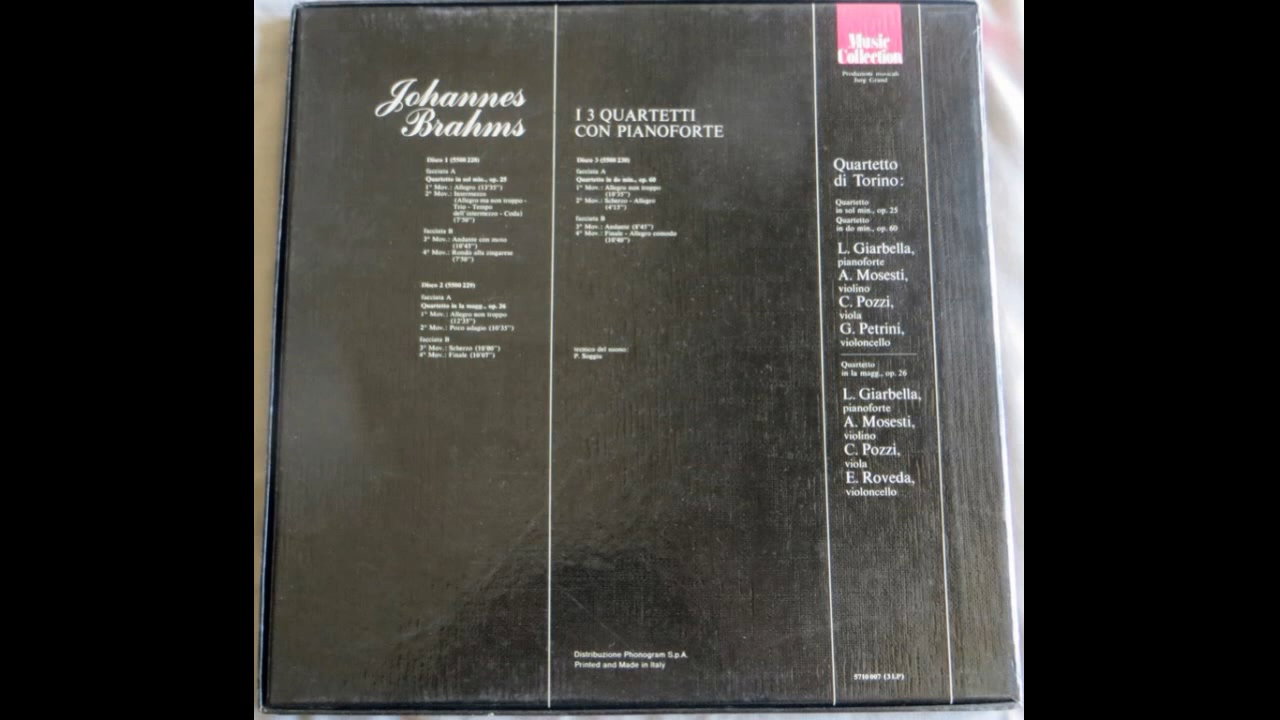 Johannes
Brahms
Disco 1 (5500 228)
facciata A
Quartetto in sol min., op. 25
1° Mov.: Allegro (13'35")
2° Mov.: Intermezzo
(Allegro ma non troppo -
Trio - Tempo
dell'intermezzo - Coda)
(7'50")
facciata B
3° Mov.: Andante con moto
(10'45")
4° Mov.: Rondo alla zingarese
(7'50")
Disco 2 (5500 229)
facciata A
Quartetto in la magg., op. 26
1° Mov.: Allegro non troppo
(12'35")
2° Mov.: Poco adagio (10'35")
facciata B
3° Mov.: Scherzo (10'00")
4° Mov.: Finale (10'07")
I 3 QUARTETTI
CON PIANOFORTE
Disco 3 (5500 230)
facciata A
Quartetto in do min., op. 60
1° Mov.: Allegro non troppo
(10'35")
2° Mov.: Scherzo - Allegro
(4'15")
facciata B
3° Mov.: Andante (8'45")
4° Mov.: Finale - Allegro comodo
(10'40")
tecnico del suono:
P. Soggiu
Distribuzione Phonogram S.p.A.
Printed and Made in Italy
Music
Collection
Produzione musicali
Jurg Grand
Quartetto
di Torino:
Quartetto
in sol min., op. 25
Quartetto
in do min., op. 60
L. Giarbella,
pianoforte
A. Mosesti,
violino
C. Pozzi,
viola
G. Petrini,
violoncello
Quartetto
in la magg., op. 26
L. Giarbella,
pianoforte
A. Mosesti,
violino
C. Pozzi,
viola
E. Roveda,
violoncello
5710 007 (3 LP)